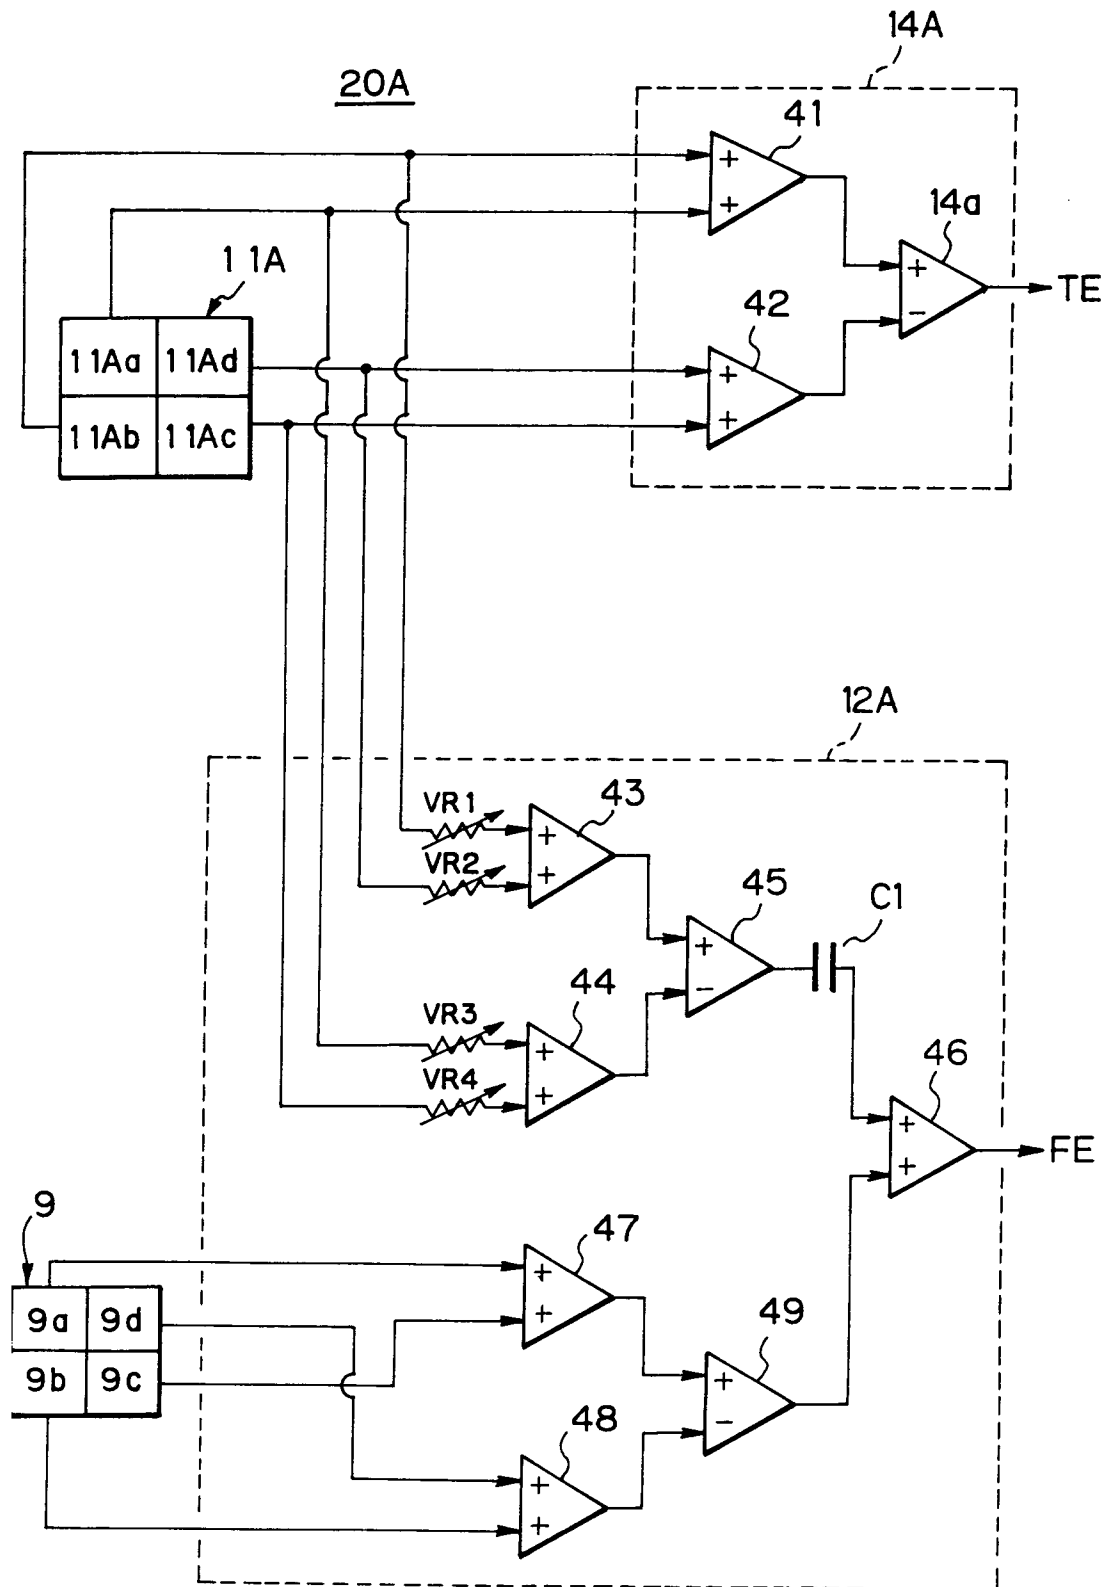 14A
20A
41
+
+
14a
+
−
TE
11A
42
11Aa 11Ad
+
11Ab 11Ac
+
12A
VR1
43
+
VR2
+
45
C1
+
−
44
VR3
+
VR4
+
46
+
+
FE
9
47
+
+
9a 9d
49
9b 9c
+
−
48
+
+